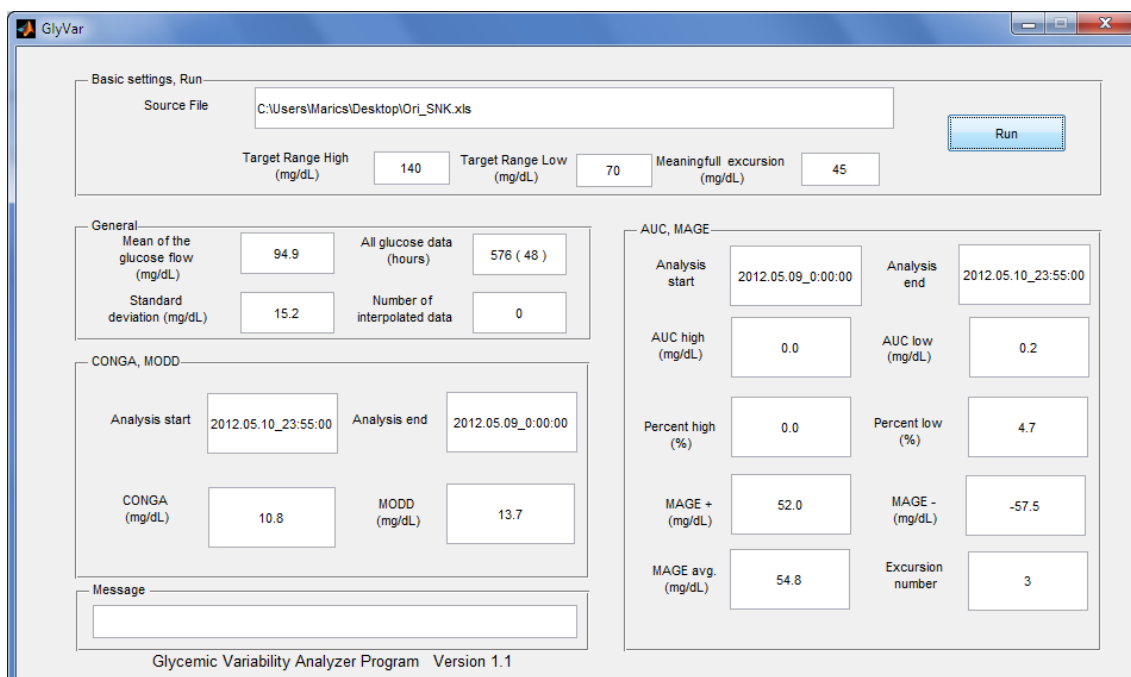 GlyVar
Basic settings, Run
Source File
C:\Users\Marics\Desktop\Ori_SNK.xls
Run
Target Range High
(mg/dL)
140
Target Range Low
(mg/dL)
70
Meaningfull excursion
(mg/dL)
45
General
Mean of the
glucose flow
(mg/dL)
94.9
All glucose data
(hours)
576 ( 48 )
Standard
deviation (mg/dL)
15.2
Number of
interpolated data
0
CONGA, MODD
Analysis start
2012.05.10_23:55:00
Analysis end
2012.05.09_0:00:00
CONGA
(mg/dL)
10.8
MODD
(mg/dL)
13.7
Message
Glycemic Variability Analyzer Program Version 1.1
AUC, MAGE
Analysis
start
2012.05.09_0:00:00
Analysis
end
2012.05.10_23:55:00
AUC high
(mg/dL)
0.0
AUC low
(mg/dL)
0.2
Percent high
(%)
0.0
Percent low
(%)
4.7
MAGE +
(mg/dL)
52.0
MAGE -
(mg/dL)
-57.5
MAGE avg.
(mg/dL)
54.8
Excursion
number
3